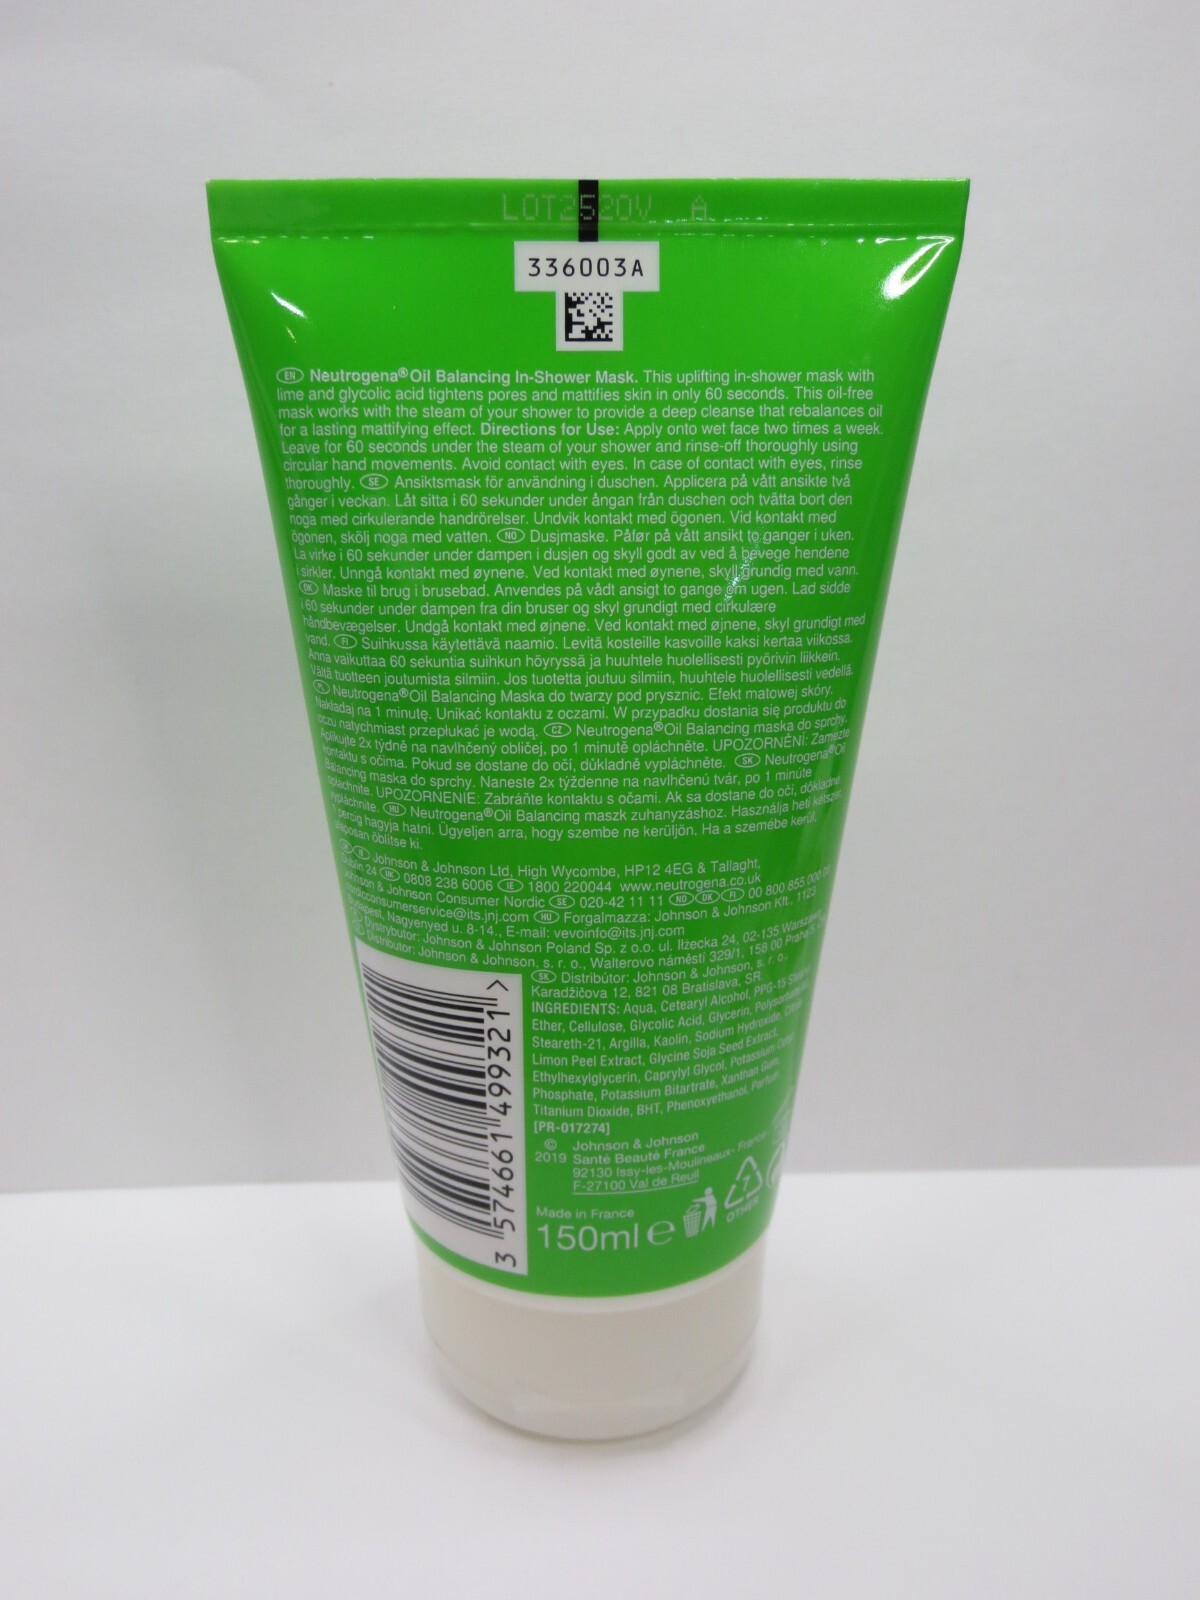 LOT2520V A
336003A
EN Neutrogena® Oil Balancing In-Shower Mask. This uplifting in-shower mask with
lime and glycolic acid tightens pores and mattifies skin in only 60 seconds. This oil-free
mask works with the steam of your shower to provide a deep cleanse that rebalances oil
for a lasting mattifying effect. Directions for Use: Apply onto wet face two times a week.
Leave for 60 seconds under the steam of your shower and rinse-off thoroughly using
circular hand movements. Avoid contact with eyes. In case of contact with eyes, rinse
thoroughly. SE Ansiktsmask för användning i duschen. Applicera på vått ansikte två
gånger i veckan. Låt sitta i 60 sekunder under ångan från duschen och tvätta bort den
noga med cirkulerande handrörelser. Undvik kontakt med ögonen. Vid kontakt med
ögonen, skölj noga med vatten. NO Dusjmaske. Påfør på vått ansikt to ganger i uken.
La virke i 60 sekunder under dampen i dusjen og skyll godt av ved å bevege hendene
i sirkler. Unngå kontakt med øynene. Ved kontakt med øynene, skyll grundig med vann.
DK Maske til brug i brusebad. Anvendes på vådt ansigt to gange om ugen. Lad sidde
i 60 sekunder under dampen fra din bruser og skyl grundigt med cirkulære
håndbevægelser. Undgå kontakt med øjnene. Ved kontakt med øjnene, skyl grundigt med
vand. FI Suihkussa käytettävä naamio. Levitä kosteille kasvoille kaksi kertaa viikossa.
Anna vaikuttaa 60 sekuntia suihkun höyryssä ja huuhtele huolellisesti pyörivin liikkein.
Vältä tuotteen joutumista silmiin. Jos tuotetta joutuu silmiin, huuhtele huolellisesti vedellä.
PL Neutrogena® Oil Balancing Maska do twarzy pod prysznic. Efekt matowej skóry.
Nakładaj na 1 minutę. Unikać kontaktu z oczami. W przypadku dostania się produktu do
oczu natychmiast przepłukać je wodą. CZ Neutrogena® Oil Balancing maska do sprchy.
Aplikujte 2x týdně na navlhčený obličej, po 1 minutě opláchněte. UPOZORNĚNÍ: Zamezte
kontaktu s očima. Pokud se dostane do očí, důkladně vypláchněte. SK Neutrogena® Oil
Balancing maska do sprchy. Naneste 2x týždenne na navlhčenú tvár, po 1 minúte
opláchnite. UPOZORNENIE: Zabráňte kontaktu s očami. Ak sa dostane do očí, dôkladne
vypláchnite. HU Neutrogena® Oil Balancing maszk zuhanyzáshoz. Használja heti kétszer,
1 percig hagyja hatni. Ügyeljen arra, hogy szembe ne kerüljön. Ha a szemébe kerül,
alaposan öblítse ki.
Johnson & Johnson Ltd, High Wycombe, HP12 4EG & Tallaght,
Dublin 24 UK 0808 238 6006 IE 1800 220044 www.neutrogena.co.uk
Johnson & Johnson Consumer Nordic SE 020-42 11 11 NO DK FI 00 800 855 000
nordicconsumerservice@its.jnj.com HU Forgalmazza: Johnson & Johnson Kft., 1123
Budapest, Nagyenyed u. 8-14., E-mail: vevoinfo@its.jnj.com
Dystrybutor: Johnson & Johnson Poland Sp. z o.o. ul. Iłżecka 24, 02-135 Warszawa
Distributor: Johnson & Johnson, s. r. o., Walterovo náměstí 329/1, 158 00 Praha 5
SK Distribútor: Johnson & Johnson, s. r. o.,
Karadžičova 12, 821 08 Bratislava, SR
INGREDIENTS: Aqua, Cetearyl Alcohol, PPG-15 Stearyl
Ether, Cellulose, Glycolic Acid, Glycerin, Polysorbate
Steareth-21, Argilla, Kaolin, Sodium Hydroxide, Citrus
Limon Peel Extract, Glycine Soja Seed Extract,
Ethylhexylglycerin, Caprylyl Glycol, Potassium Cetyl
Phosphate, Potassium Bitartrate, Xanthan Gum,
Titanium Dioxide, BHT, Phenoxyethanol, Parfum
[PR-017274]
© Johnson & Johnson
2019 Santé Beauté France
92130 Issy-les-Moulineaux - France
F-27100 Val de Reuil
Made in France
150ml e
7
OTHER
3 574661 499321 >